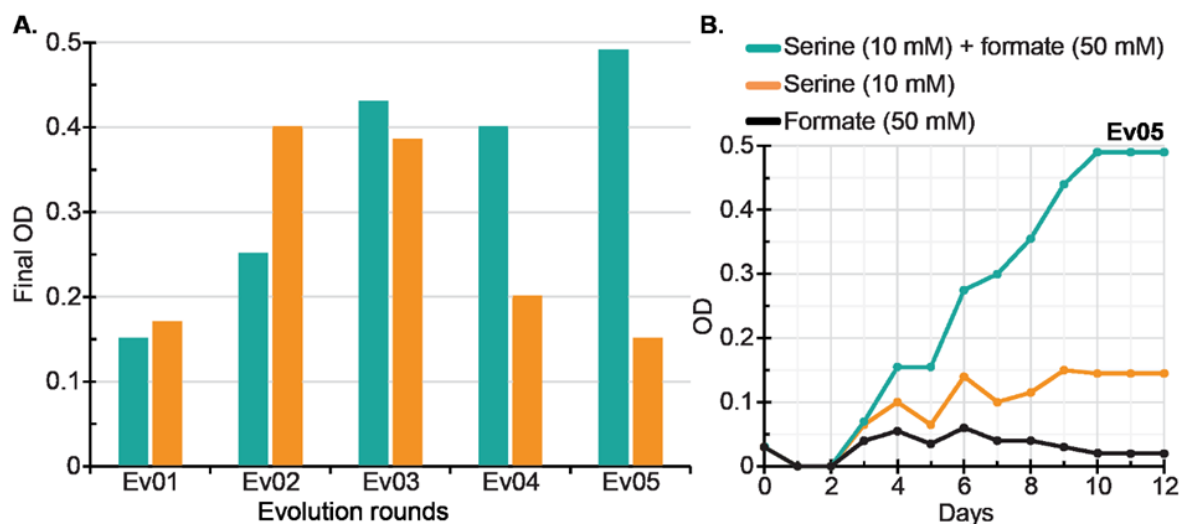 A.
0.5
0.4
0.3
0.2
0.1
0
Final OD
Ev01 Ev02 Ev03 Ev04 Ev05
Evolution rounds
B.
Serine (10 mM) + formate (50 mM)
Serine (10 mM)
Formate (50 mM)
Ev05
0.5
0.4
0.3
0.2
0.1
0
OD
0 2 4 6 8 10 12
Days